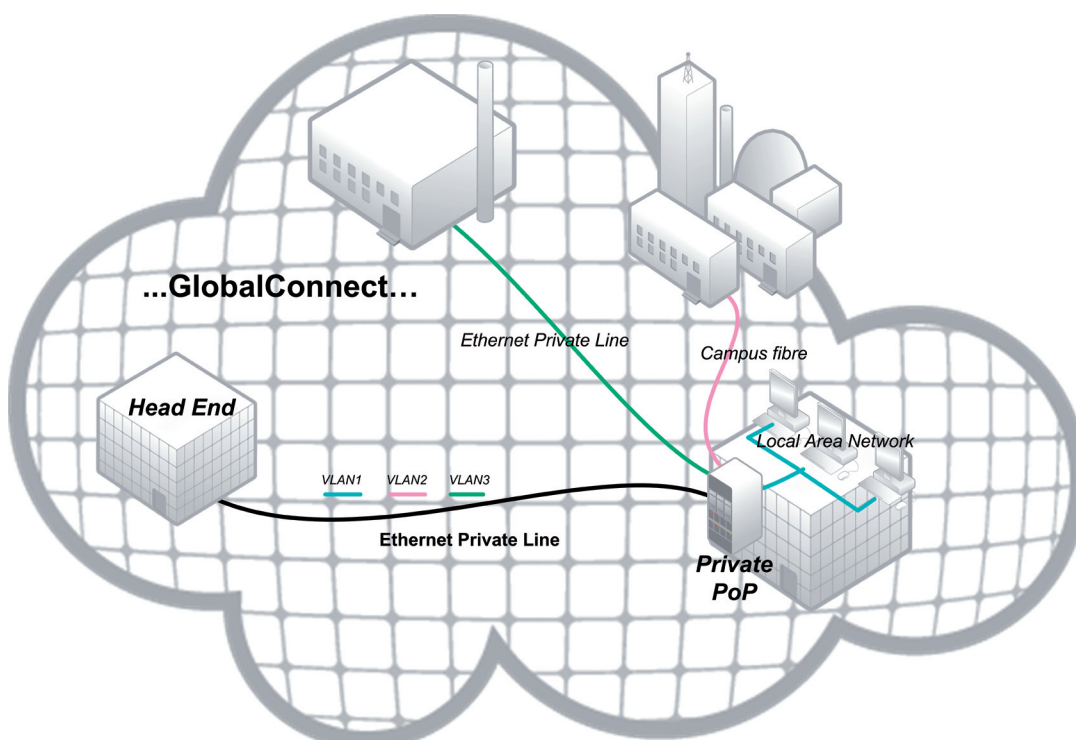 ...GlobalConnect...
Ethernet Private Line
Campus fibre
Head End
Local Area Network
VLAN1 VLAN2 VLAN3
Ethernet Private Line
Private
PoP